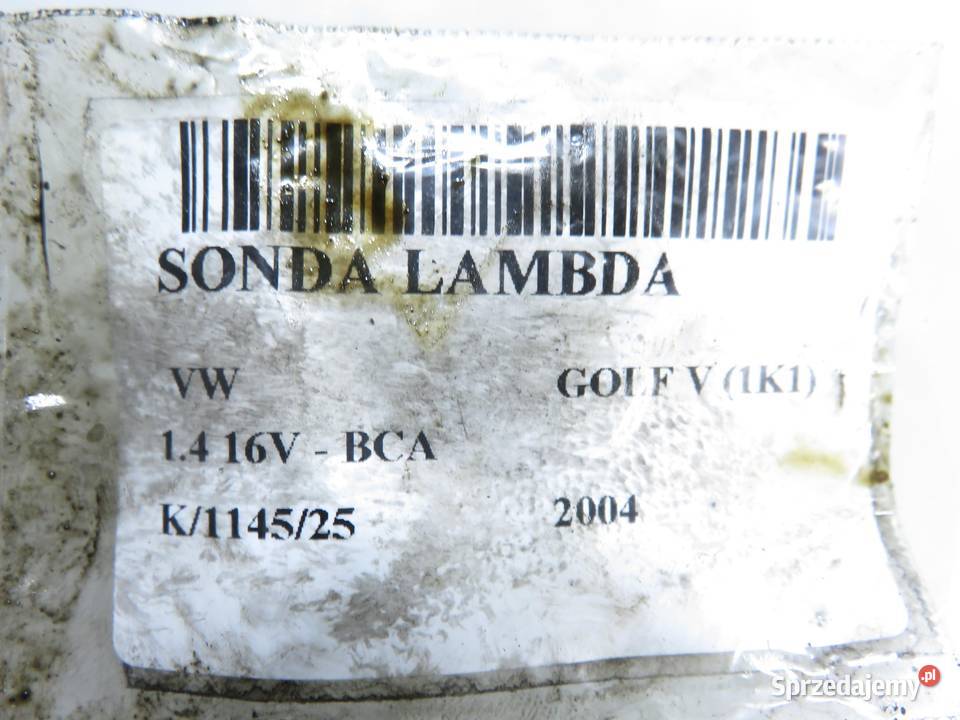 SONDA LAMBDA
VW GOLF V (1K1)
1.4 16V - BCA
K/1145/25 2004
Sprzedajemy.pl